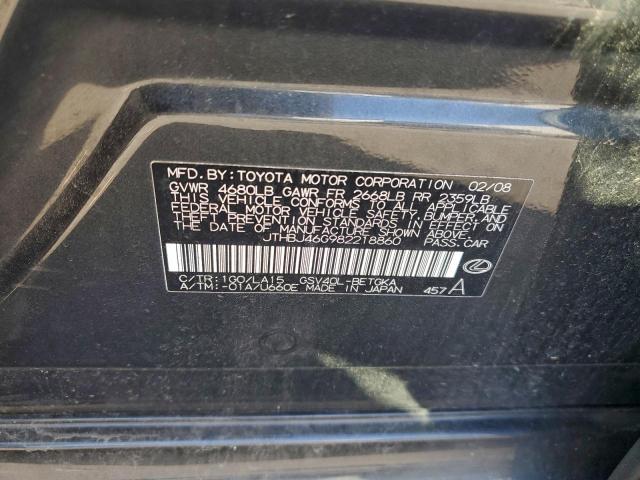 MFD. BY: TOYOTA MOTOR CORPORATION 02/08
GVWR 4680LB GAWR FR 2668LB RR 2359LB
THIS VEHICLE CONFORMS TO ALL APPLICABLE
FEDERAL MOTOR VEHICLE SAFETY, BUMPER,
AND THEFT PREVENTION STANDARDS IN EFFECT ON
THE DATE OF MANUFACTURE SHOWN ABOVE.
JTHBJ46G982218860 PASS.CAR
C/TR: 1G0/LA15 GSV40L-BETGKA
A/TM: -01A/U660E MADE IN JAPAN 457A